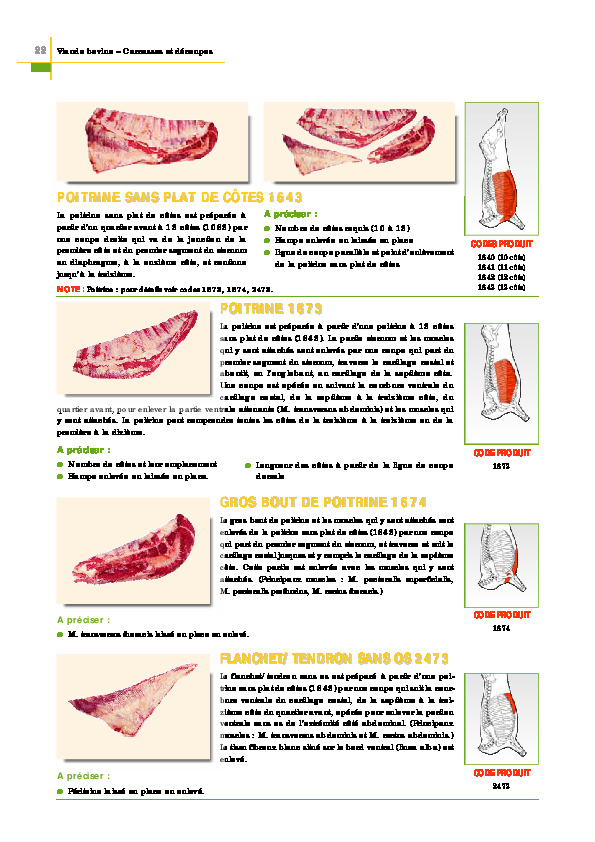 22 Viande bovine – Carcasses et découpes
POITRINE SANS PLAT DE CÔTES 1643
La poitrine sans plat de côtes est préparée à
partir d'un quartier avant à 13 côtes (1063) par
une coupe droite qui va de la jonction de la
première côte et du premier segment du sternum
au diaphragme, à la onzième côte, et continue
jusqu'à la treizième.
A préciser :
Nombre de côtes requis (10 à 13)
Hampe enlevée ou laissée en place
Ligne de coupe parallèle et point d'enlèvement
de la poitrine sans plat de côtes.
NOTE : Poitrine : pour détails voir codes 1673, 1674, 2473.
CODES PRODUIT
1640 (10 côtes)
1641 (11 côtes)
1642 (12 côtes)
1643 (13 côtes)
POITRINE 1673
La poitrine est préparée à partir d'une poitrine à 13 côtes
sans plat de côtes (1643). La partie sternum et les muscles
qui y sont attachés sont enlevés par une coupe qui part du
premier segment du sternum, traverse le cartilage costal et
aboutit, en l'englobant, au cartilage de la septième côte.
Une coupe est opérée en suivant la courbure ventrale du
cartilage costal, de la septième à la treizième côte, du
quartier avant, pour enlever la partie ventrale attenante (M. transversus abdominis) et les muscles qui
y sont attachés. La poitrine peut comprendre toutes les côtes de la troisième à la treizième ou de la
première à la dixième.
A préciser :
Nombre de côtes et leur emplacement
Hampe enlevée ou laissée en place.
Longueur des côtes à partir de la ligne de coupe
dorsale
CODE PRODUIT
1673
GROS BOUT DE POITRINE 1674
Le gros bout de poitrine et les muscles qui y sont attachés sont
enlevés de la poitrine sans plat de côtes (1643) par une coupe
qui part du premier segment du sternum, et traverse et suit le
cartilage costal jusques et y compris le cartilage de la septième
côte. Cette partie est enlevée avec les muscles qui y sont
attachés. (Principaux muscles : M. pectoralis superficialis,
M. pectoralis profundus, M. rectus thoracis.)
A préciser :
M. transversus thoracis laissé en place ou enlevé.
CODE PRODUIT
1674
FLANCHET/ TENDRON SANS OS 2473
Le flanchet/ tendron sans os est préparé à partir d'une poi-
trine sans plat de côtes (1643) par une coupe qui suit la cour-
bure ventrale du cartilage costal, de la septième à la trei-
zième côte du quartier avant, opérée pour enlever la portion
ventrale sans os de l'extrémité côté abdominal. (Principaux
muscles : M. transversus abdominis et M. rectus abdominis.)
Le tissu fibreux blanc situé sur le bord ventral (linea alba) est
enlevé.
A préciser :
Péritoine laissé en place ou enlevé.
CODE PRODUIT
2473